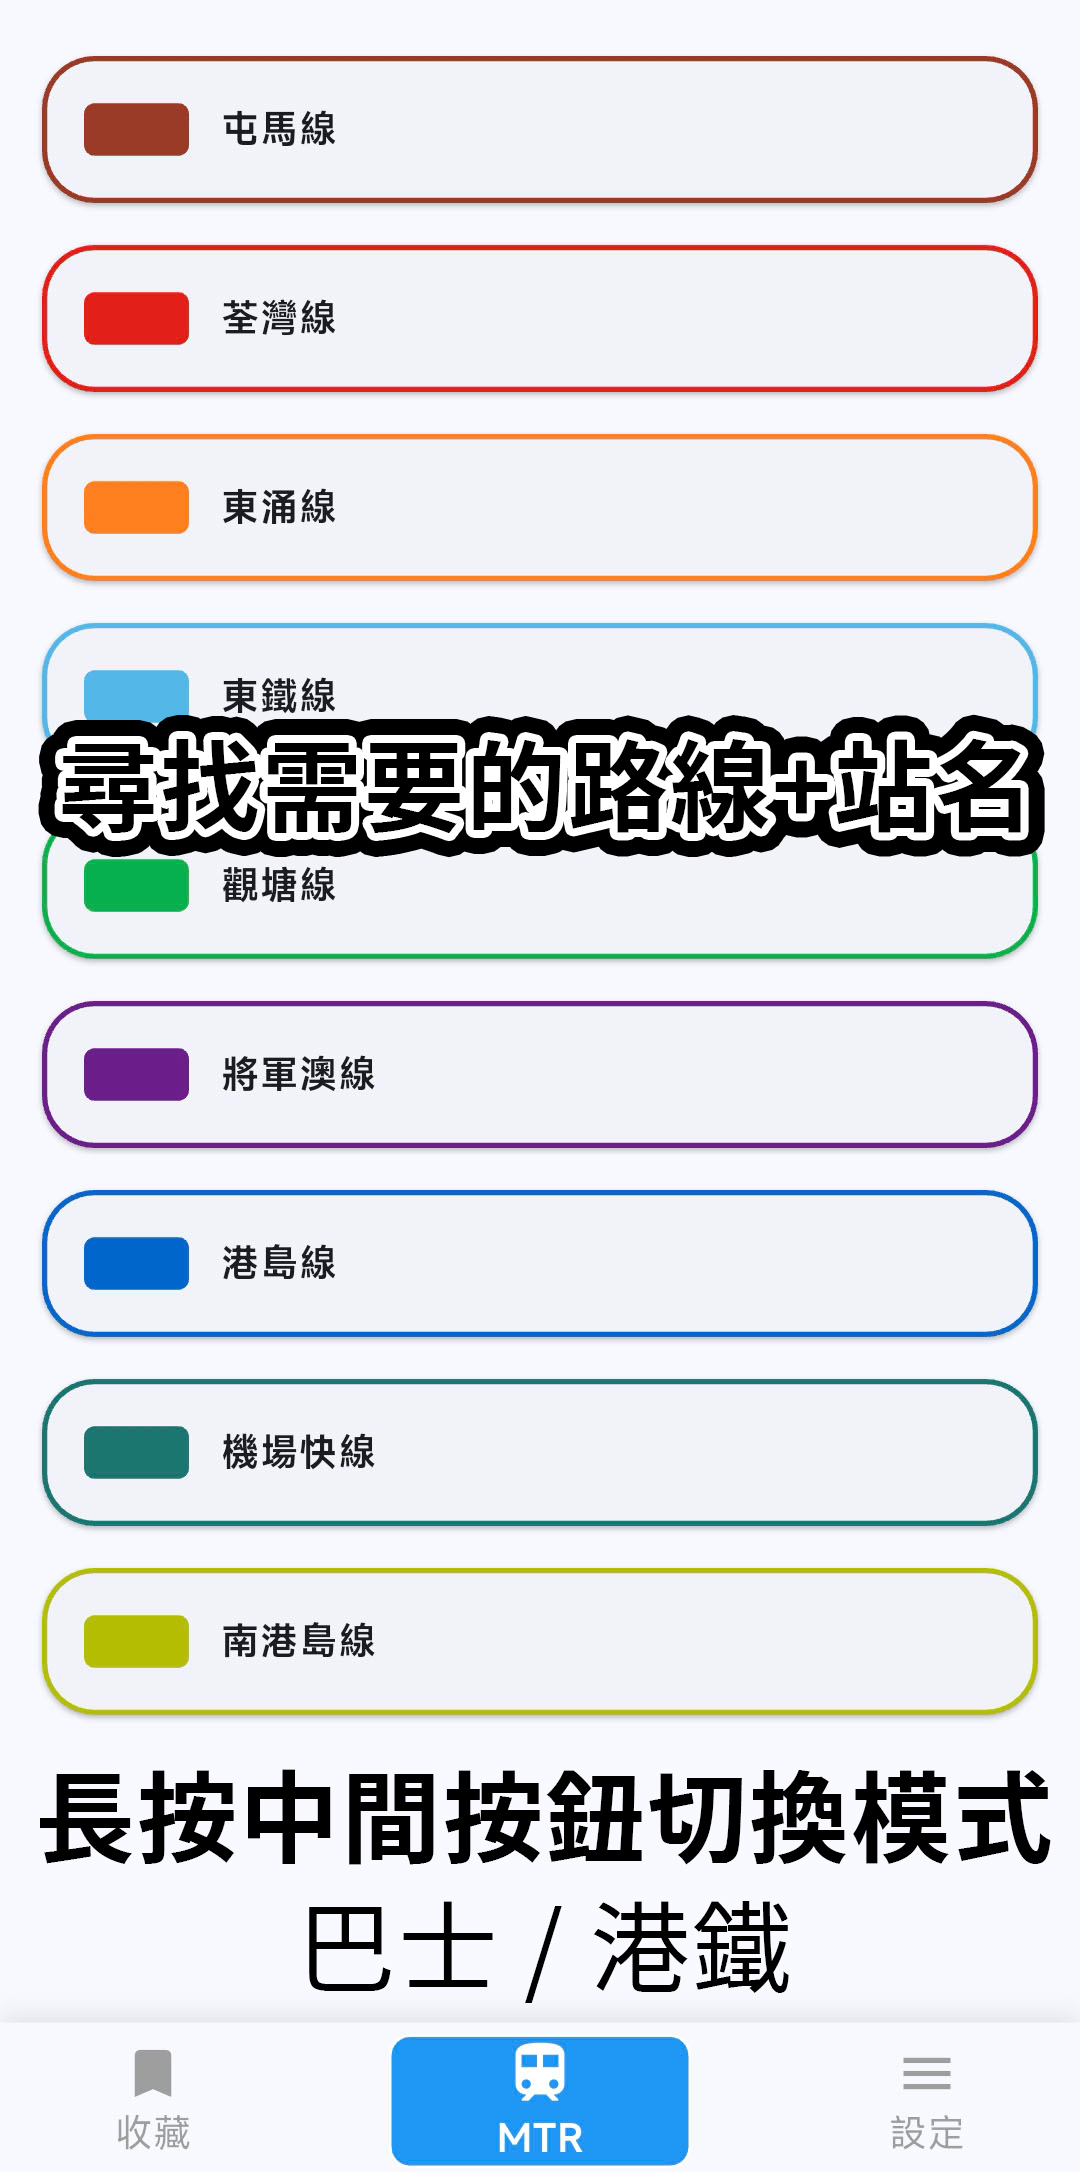 屯馬線
荃灣線
東涌線
東鐵線
尋找需要的路線+站名
觀塘線
將軍澳線
港島線
機場快線
南港島線
長按中間按鈕切換模式
巴士 / 港鐵
收藏
MTR
設定